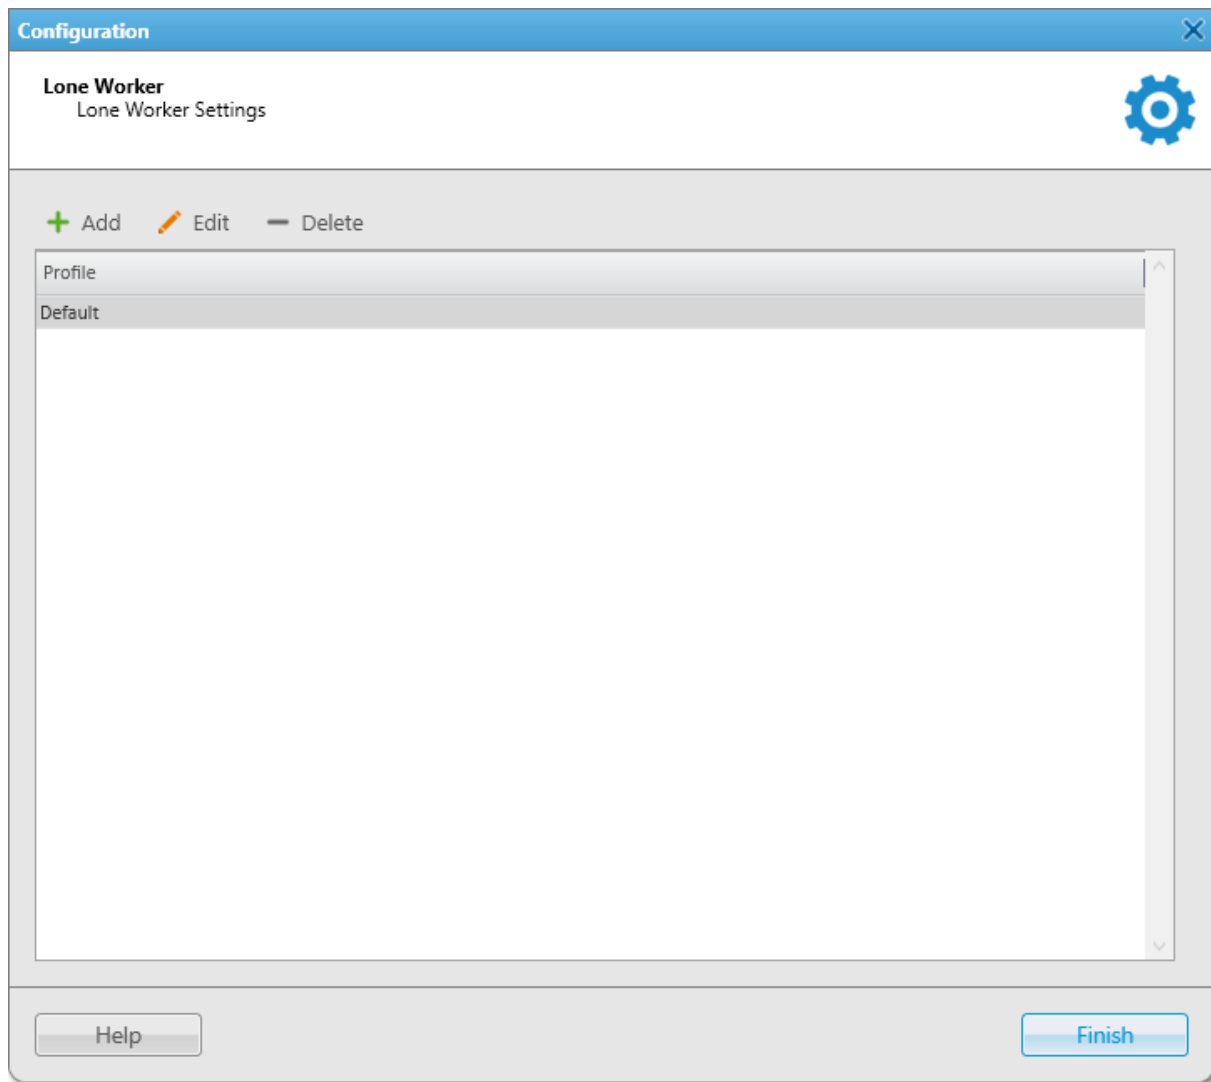 Configuration
Lone Worker
Lone Worker Settings
Add Edit Delete
Profile
Default
Help Finish